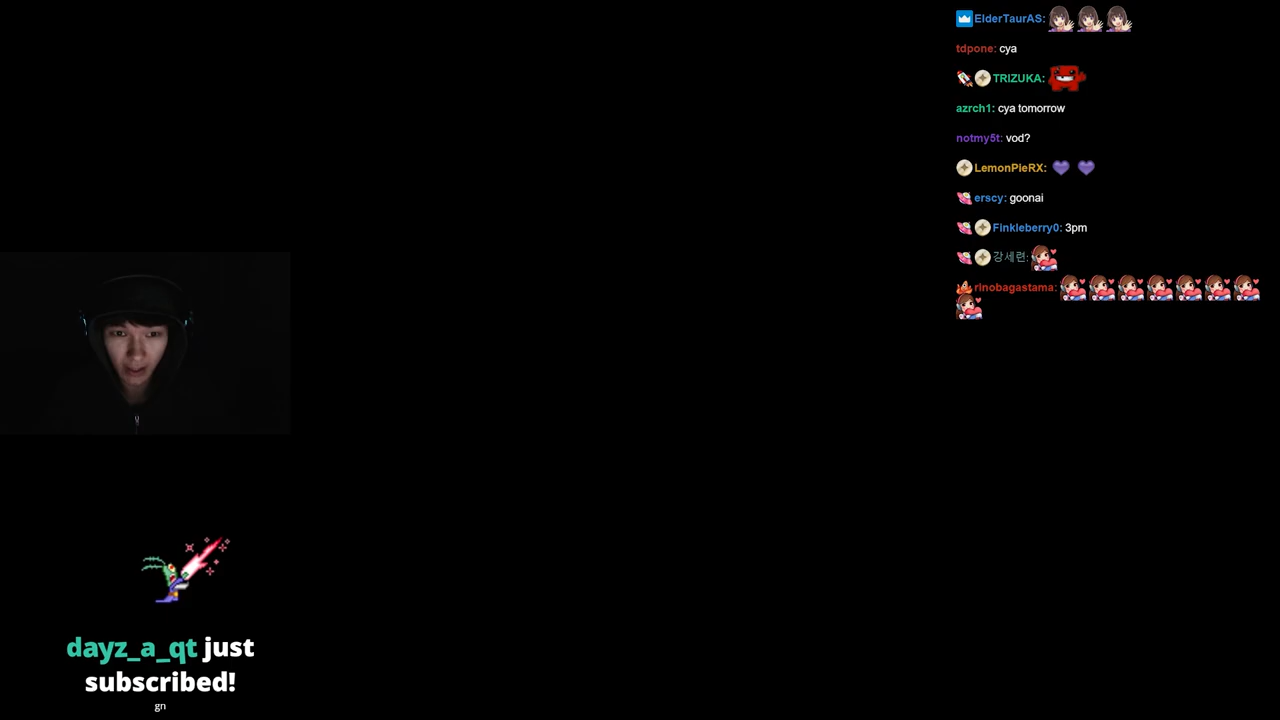 ElderTaurAS:
tdpone: cya
TRIZUKA:
azrch1: cya tomorrow
notmy5t: vod?
LemonPieRX:
erscy: goonai
Finkleberry0: 3pm
강세련:
rinobagastama:
dayz_a_qt just
subscribed!
gn